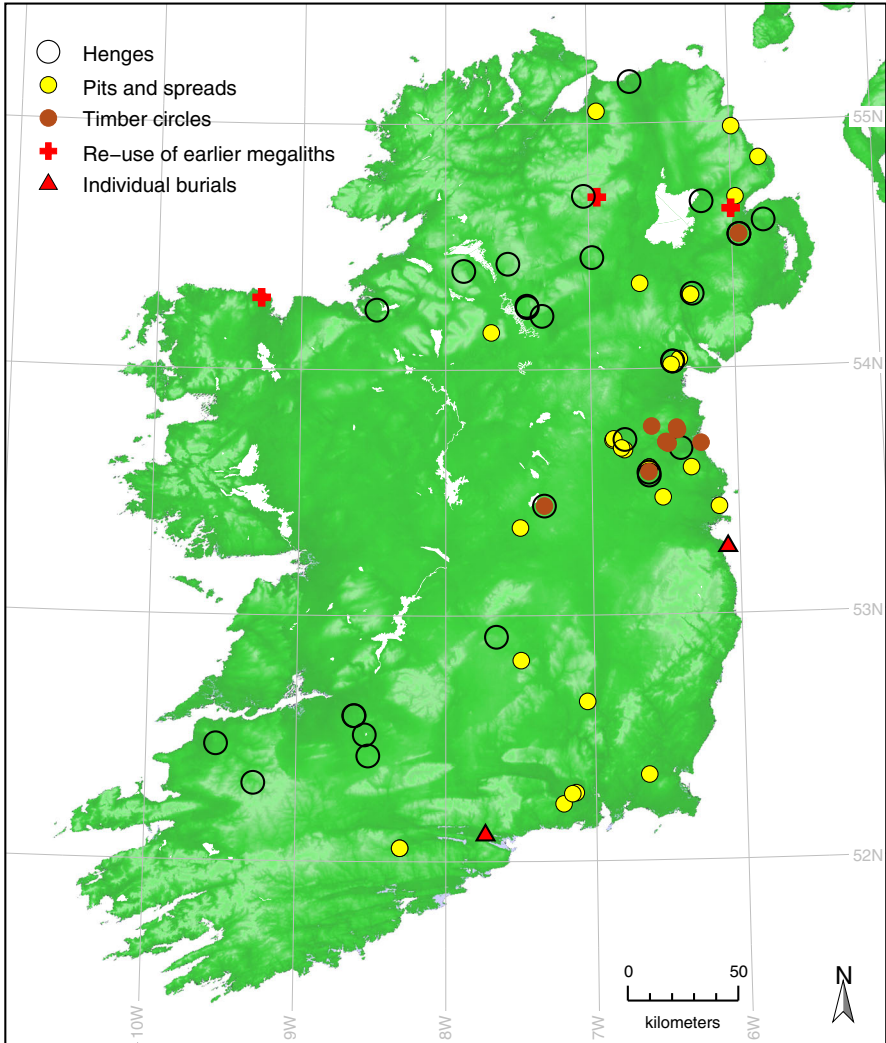 Henges
Pits and spreads
Timber circles
Re−use of earlier megaliths
Individual burials
55N
54N
53N
52N
0 50
kilometers
N
10W 9W 8W 7W 6W